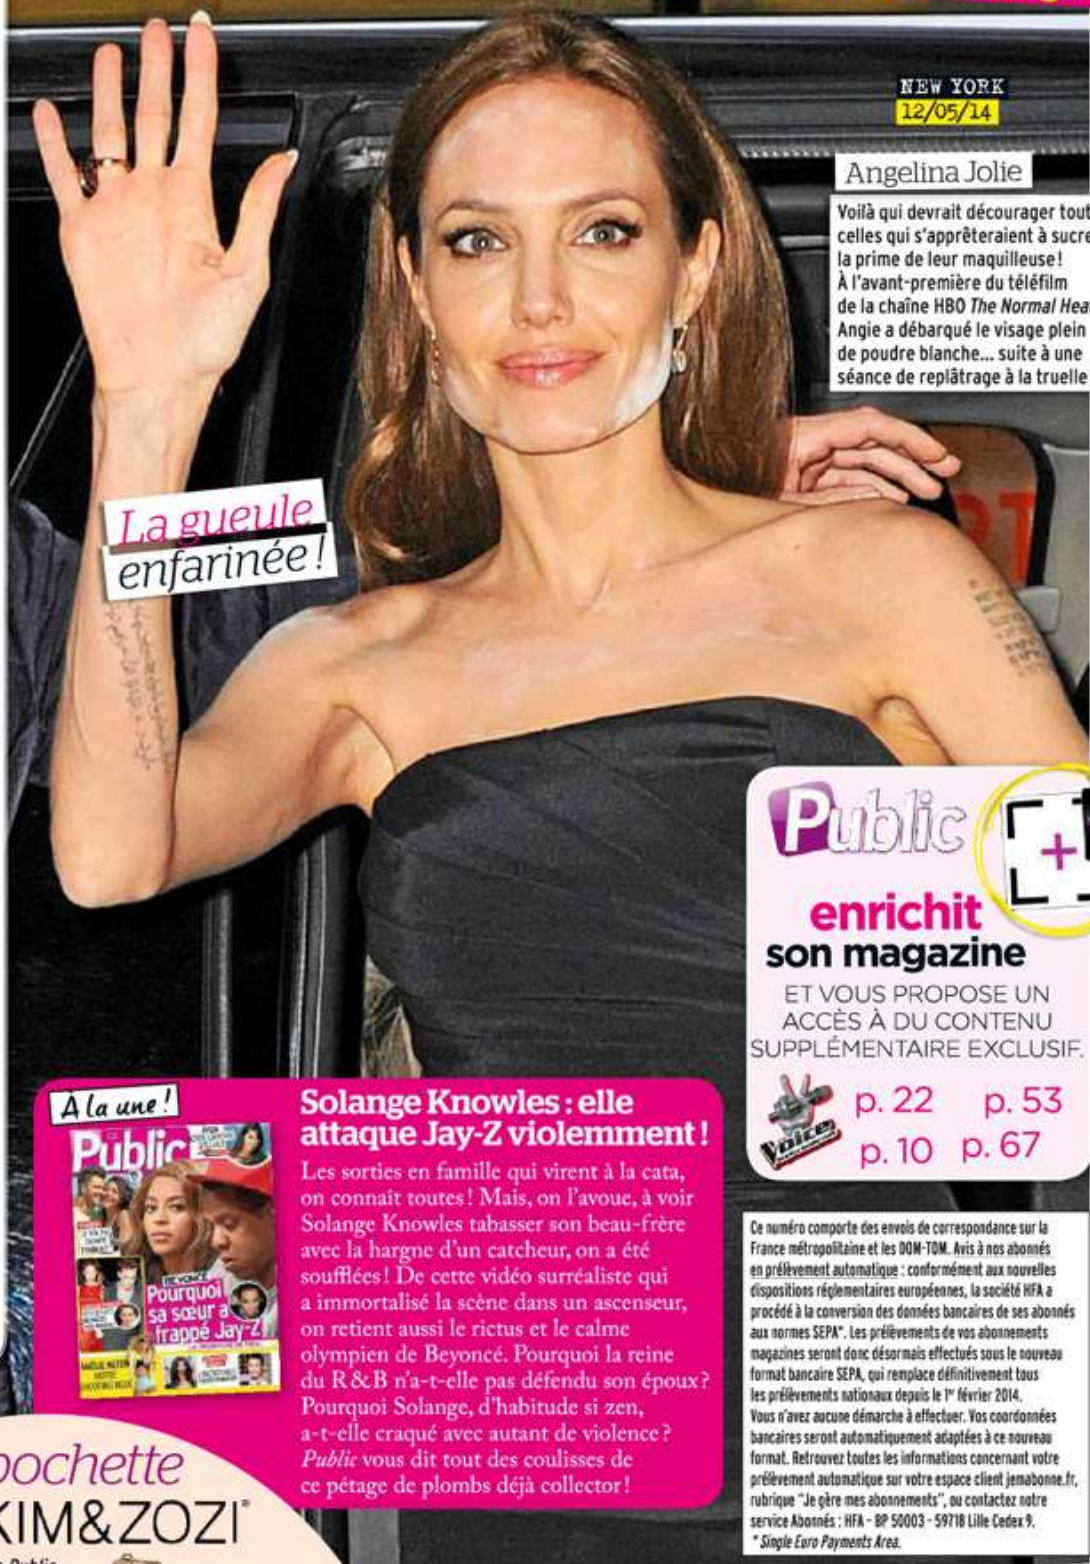 NEW YORK
12/05/14
Angelina Jolie
Voilà qui devrait décourager tout
celles qui s'apprêteraient à sucre
la prime de leur maquilleuse !
À l'avant-première du téléfilm
de la chaîne HBO The Normal Hea
Angie a débarqué le visage plein
de poudre blanche... suite à une
séance de replâtrage à la truelle
La gueule
enfarinée !
Public
enrichit
son magazine
ET VOUS PROPOSE UN
ACCÈS À DU CONTENU
SUPPLÉMENTAIRE EXCLUSIF.
Voice
p. 22 p. 53
p. 10 p. 67
À la une !
Public
Pourquoi
sa sœur a
frappé Jay-Z
Solange Knowles : elle
attaque Jay-Z violemment !
Les sorties en famille qui virent à la cata,
on connaît toutes ! Mais, on l'avoue, à voir
Solange Knowles tabasser son beau-frère
avec la hargne d'un catcheur, on a été
soufflées ! De cette vidéo surréaliste qui
a immortalisé la scène dans un ascenseur,
on retient aussi le rictus et le calme
olympien de Beyoncé. Pourquoi la reine
du R&B n'a-t-elle pas défendu son époux ?
Pourquoi Solange, d'habitude si zen,
a-t-elle craqué avec autant de violence ?
Public vous dit tout des coulisses de
ce pétage de plombs déjà collector !
Ce numéro comporte des envois de correspondance sur la
France métropolitaine et les DOM-TOM. Avis à nos abonnés
en prélèvement automatique : conformément aux nouvelles
dispositions réglementaires européennes, la société HFA a
procédé à la conversion des données bancaires de ses abonnés
aux normes SEPA*. Les prélèvements de vos abonnements
magazines seront donc désormais effectués sous le nouveau
format bancaire SEPA, qui remplace définitivement tous
les prélèvements nationaux depuis le 1er février 2014.
Vous n'avez aucune démarche à effectuer. Vos coordonnées
bancaires seront automatiquement adaptées à ce nouveau
format. Retrouvez toutes les informations concernant votre
prélèvement automatique sur votre espace client jemabonne.fr,
rubrique "Je gère mes abonnements", ou contactez notre
service Abonnés : HFA - BP 50003 - 59718 Lille Cedex 9.
* Single Euro Payments Area.
pochette
KIM&ZOZI